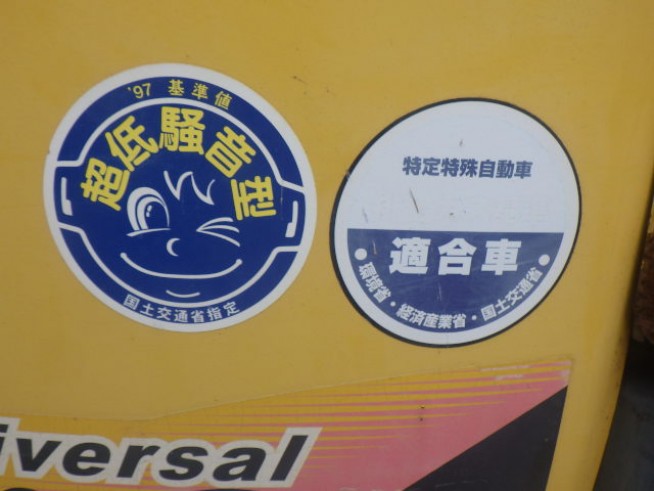 '97 基準値
超低騒音型
国土交通省指定
特定特殊自動車
適合車
環境省・経済産業省・国土交通省
iversal